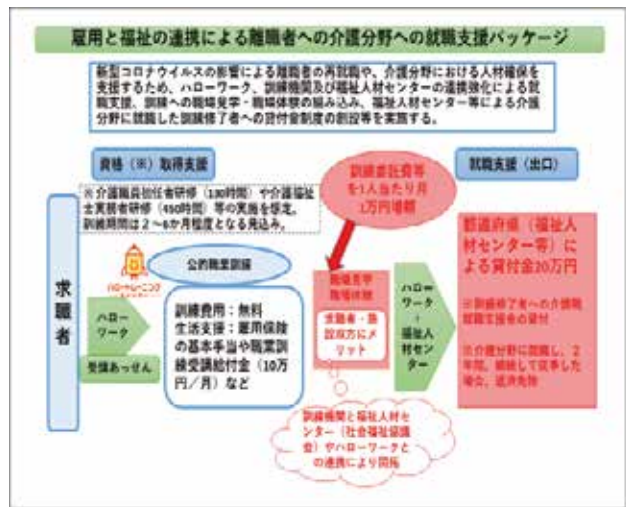 雇用と福祉の連携による離職者への介護分野への就職支援パッケージ
新型コロナウイルスの影響による離職者の再就職や、介護分野における人材確保を
支援するため、ハローワーク、訓練機関及び福祉人材センターの連携強化による就
職支援、訓練への職場見学・職場体験の組み込み、福祉人材センター等による介護
分野に就職した訓練修了者への貸付金制度の創設等を実施する。
資格（※）取得支援
訓練委託費等
を1人当たり月
1万円増額
就職支援（出口）
※介護職員初任者研修（130時間）や介護福祉
士実務者研修（450時間）等の実施を想定。
訓練期間は２～6か月程度となる見込み。
求職者
ハロートレーニング
公的職業訓練
ハロー
ワーク
受講あっせん
訓練費用：無料
生活支援：雇用保険
の基本手当や職業訓
練受講給付金（10万
円／月）など
職場見学
職場体験
求職者・施
設双方にメ
リット
ハロー
ワーク
・
福祉人
材セン
ター
都道府県（福祉人
材センター等）に
よる貸付金20万円
※訓練修了者への介護職
就職支援金の貸付
※介護分野に就職し、２
年間、継続して従事した
場合、返済免除
訓練機関と福祉人材セ
ンター（社会福祉協議
会）やハローワークと
の連携により開拓